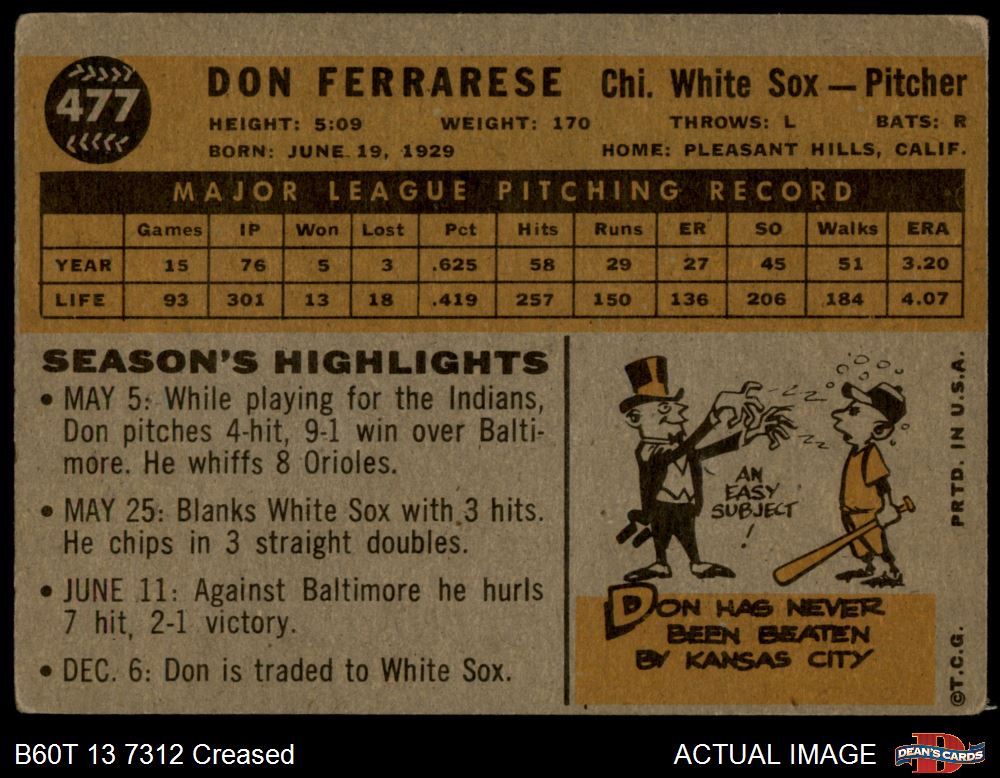 477
DON FERRARESE Chi. White Sox — Pitcher
HEIGHT: 5:09 WEIGHT: 170 THROWS: L BATS: R
BORN: JUNE 19, 1929 HOME: PLEASANT HILLS, CALIF.
MAJOR LEAGUE PITCHING RECORD
Games IP Won Lost Pct Hits Runs ER SO Walks ERA
YEAR 15 76 5 3 .625 58 29 27 45 51 3.20
LIFE 93 301 13 18 .419 257 150 136 206 184 4.07
SEASON'S HIGHLIGHTS
• MAY 5: While playing for the Indians,
Don pitches 4-hit, 9-1 win over Balti-
more. He whiffs 8 Orioles.
• MAY 25: Blanks White Sox with 3 hits.
He chips in 3 straight doubles.
• JUNE 11: Against Baltimore he hurls
7 hit, 2-1 victory.
• DEC. 6: Don is traded to White Sox.
AN
EASY
SUBJECT
!
DON HAS NEVER
BEEN BEATEN
BY KANSAS CITY
©T.C.G. PRTD. IN U.S.A.
B60T 13 7312 Creased
ACTUAL IMAGE
DEAN'S CARDS